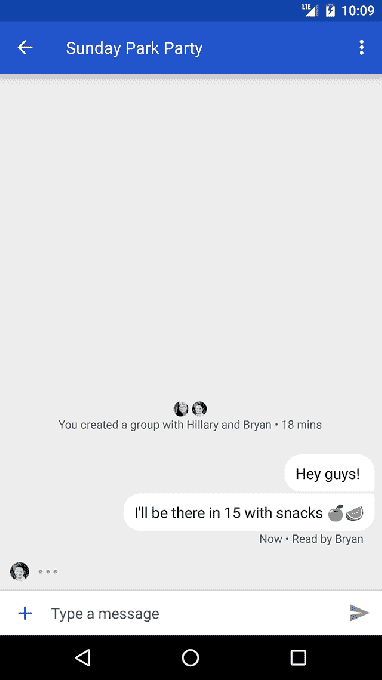 LTE 10:09
Sunday Park Party
You created a group with Hillary and Bryan • 18 mins
Hey guys!
I'll be there in 15 with snacks 🍎🍉
Now • Read by Bryan
Type a message